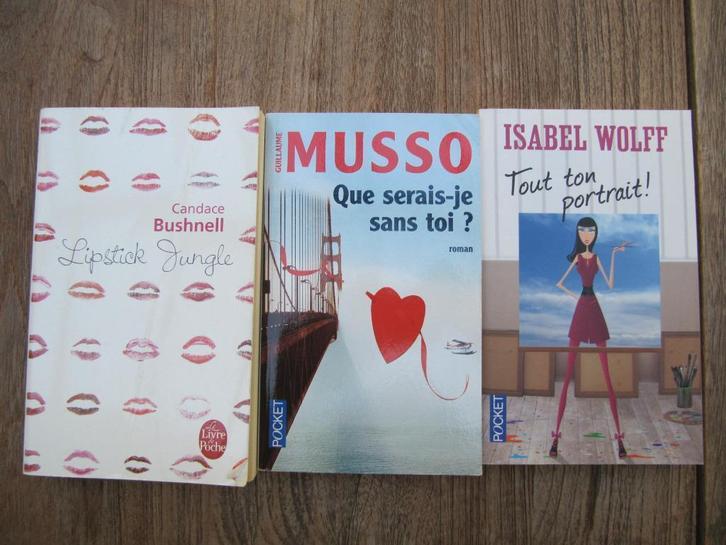 Candace
Bushnell
Lipstick Jungle
Le
Livre
de
Poche
GUILLAUME
MUSSO
Que serais-je
sans toi ?
roman
POCKET
ISABEL WOLFF
Tout ton
portrait!
POCKET